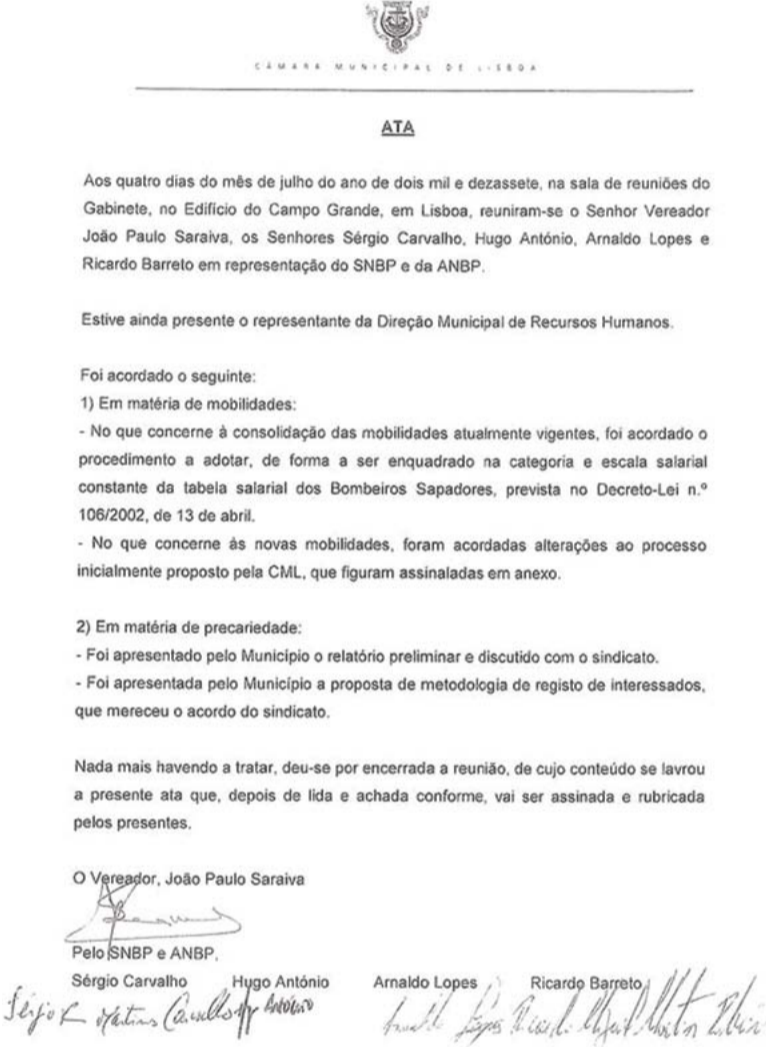 CÂMARA MUNICIPAL DE LISBOA
ATA
Aos quatro dias do mês de julho do ano de dois mil e dezassete, na sala de reuniões do
Gabinete, no Edifício do Campo Grande, em Lisboa, reuniram-se o Senhor Vereador
João Paulo Saraiva, os Senhores Sérgio Carvalho, Hugo António, Arnaldo Lopes e
Ricardo Barreto em representação do SNBP e da ANBP.
Estive ainda presente o representante da Direção Municipal de Recursos Humanos.
Foi acordado o seguinte:
1) Em matéria de mobilidades:
- No que concerne à consolidação das mobilidades atualmente vigentes, foi acordado o
procedimento a adotar, de forma a ser enquadrado na categoria e escala salarial
constante da tabela salarial dos Bombeiros Sapadores, prevista no Decreto-Lei n.º
106/2002, de 13 de abril.
- No que concerne às novas mobilidades, foram acordadas alterações ao processo
inicialmente proposto pela CML, que figuram assinaladas em anexo.
2) Em matéria de precariedade:
- Foi apresentado pelo Município o relatório preliminar e discutido com o sindicato.
- Foi apresentada pelo Município a proposta de metodologia de registo de interessados,
que mereceu o acordo do sindicato.
Nada mais havendo a tratar, deu-se por encerrada a reunião, de cujo conteúdo se lavrou
a presente ata que, depois de lida e achada conforme, vai ser assinada e rubricada
pelos presentes.
O Vereador, João Paulo Saraiva
Pelo SNBP e ANBP,
Sérgio Carvalho Hugo António Arnaldo Lopes Ricardo Barreto
Sérgio R Martins Carvalho António Arnaldo Lopes Ricardo Miguel